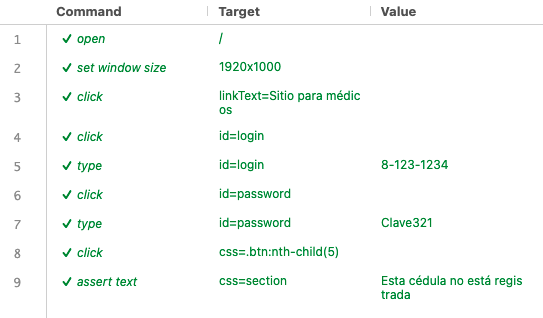 Command Target Value
1 ✓ open /
2 ✓ set window size 1920x1000
3 ✓ click linkText=Sitio para médic
os
4 ✓ click id=login
5 ✓ type id=login 8-123-1234
6 ✓ click id=password
7 ✓ type id=password Clave321
8 ✓ click css=.btn:nth-child(5)
9 ✓ assert text css=section Esta cédula no está regis
trada